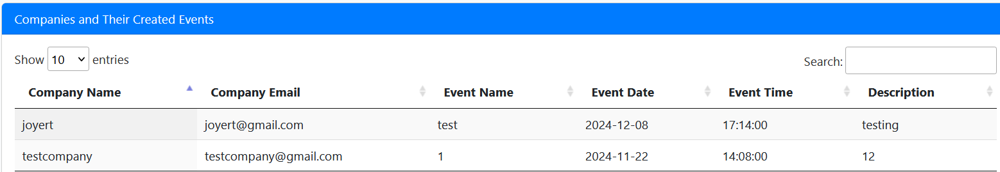 Companies and Their Created Events
Show 10 entries Search:
Company Name Company Email Event Name Event Date Event Time Description
joyert joyert@gmail.com test 2024-12-08 17:14:00 testing
testcompany testcompany@gmail.com 1 2024-11-22 14:08:00 12